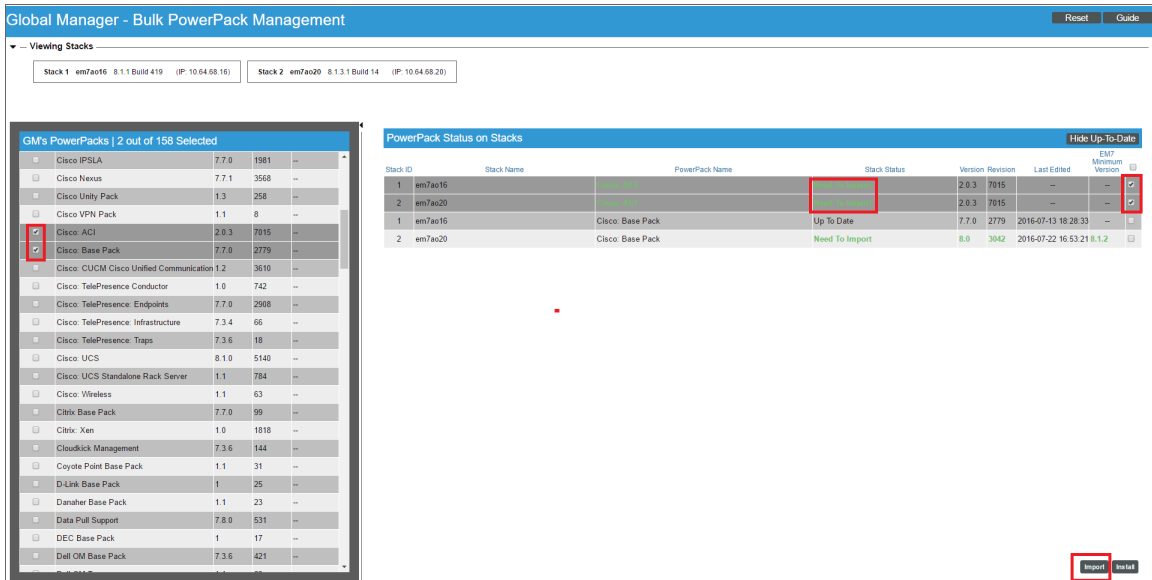 Global Manager - Bulk PowerPack Management
Reset Guide
Viewing Stacks
Stack 1 em7ao16 8.1.1 Build 419 (IP: 10.64.68.16)
Stack 2 em7ao20 8.1.3.1 Build 14 (IP: 10.64.68.20)
GM's PowerPacks | 2 out of 158 Selected
Cisco IPSLA 7.7.0 1981 --
Cisco Nexus 7.7.1 3568 --
Cisco Unity Pack 1.3 258 --
Cisco VPN Pack 1.1 8 --
Cisco: ACI 2.0.3 7015 --
Cisco: Base Pack 7.7.0 2779 --
Cisco: CUCM Cisco Unified Communication 1.2 3610 --
Cisco: TelePresence Conductor 1.0 742 --
Cisco: TelePresence: Endpoints 7.7.0 2908 --
Cisco: TelePresence: Infrastructure 7.3.4 66 --
Cisco: TelePresence: Traps 7.3.6 18 --
Cisco: UCS 8.1.0 5140 --
Cisco: UCS Standalone Rack Server 1.1 784 --
Cisco: Wireless 1.1 63 --
Citrix Base Pack 7.7.0 99 --
Citrix: Xen 1.0 1818 --
Cloudkick Management 7.3.6 144 --
Coyote Point Base Pack 1.1 31 --
D-Link Base Pack 1 25 --
Danaher Base Pack 1.1 23 --
Data Pull Support 7.8.0 531 --
DEC Base Pack 1 17 --
Dell OM Base Pack 7.3.6 421 --
PowerPack Status on Stacks
Hide Up-To-Date
Stack ID Stack Name PowerPack Name Stack Status Version Revision Last Edited EM7 Minimum Version
1 em7ao16 Need To Import 2.0.3 7015 -- --
2 em7ao20 Need To Import 2.0.3 7015 -- --
1 em7ao16 Cisco: Base Pack Up To Date 7.7.0 2779 2016-07-13 18:28:33 --
2 em7ao20 Cisco: Base Pack Need To Import 8.0 3042 2016-07-22 16:53:21 8.1.2
Import Install